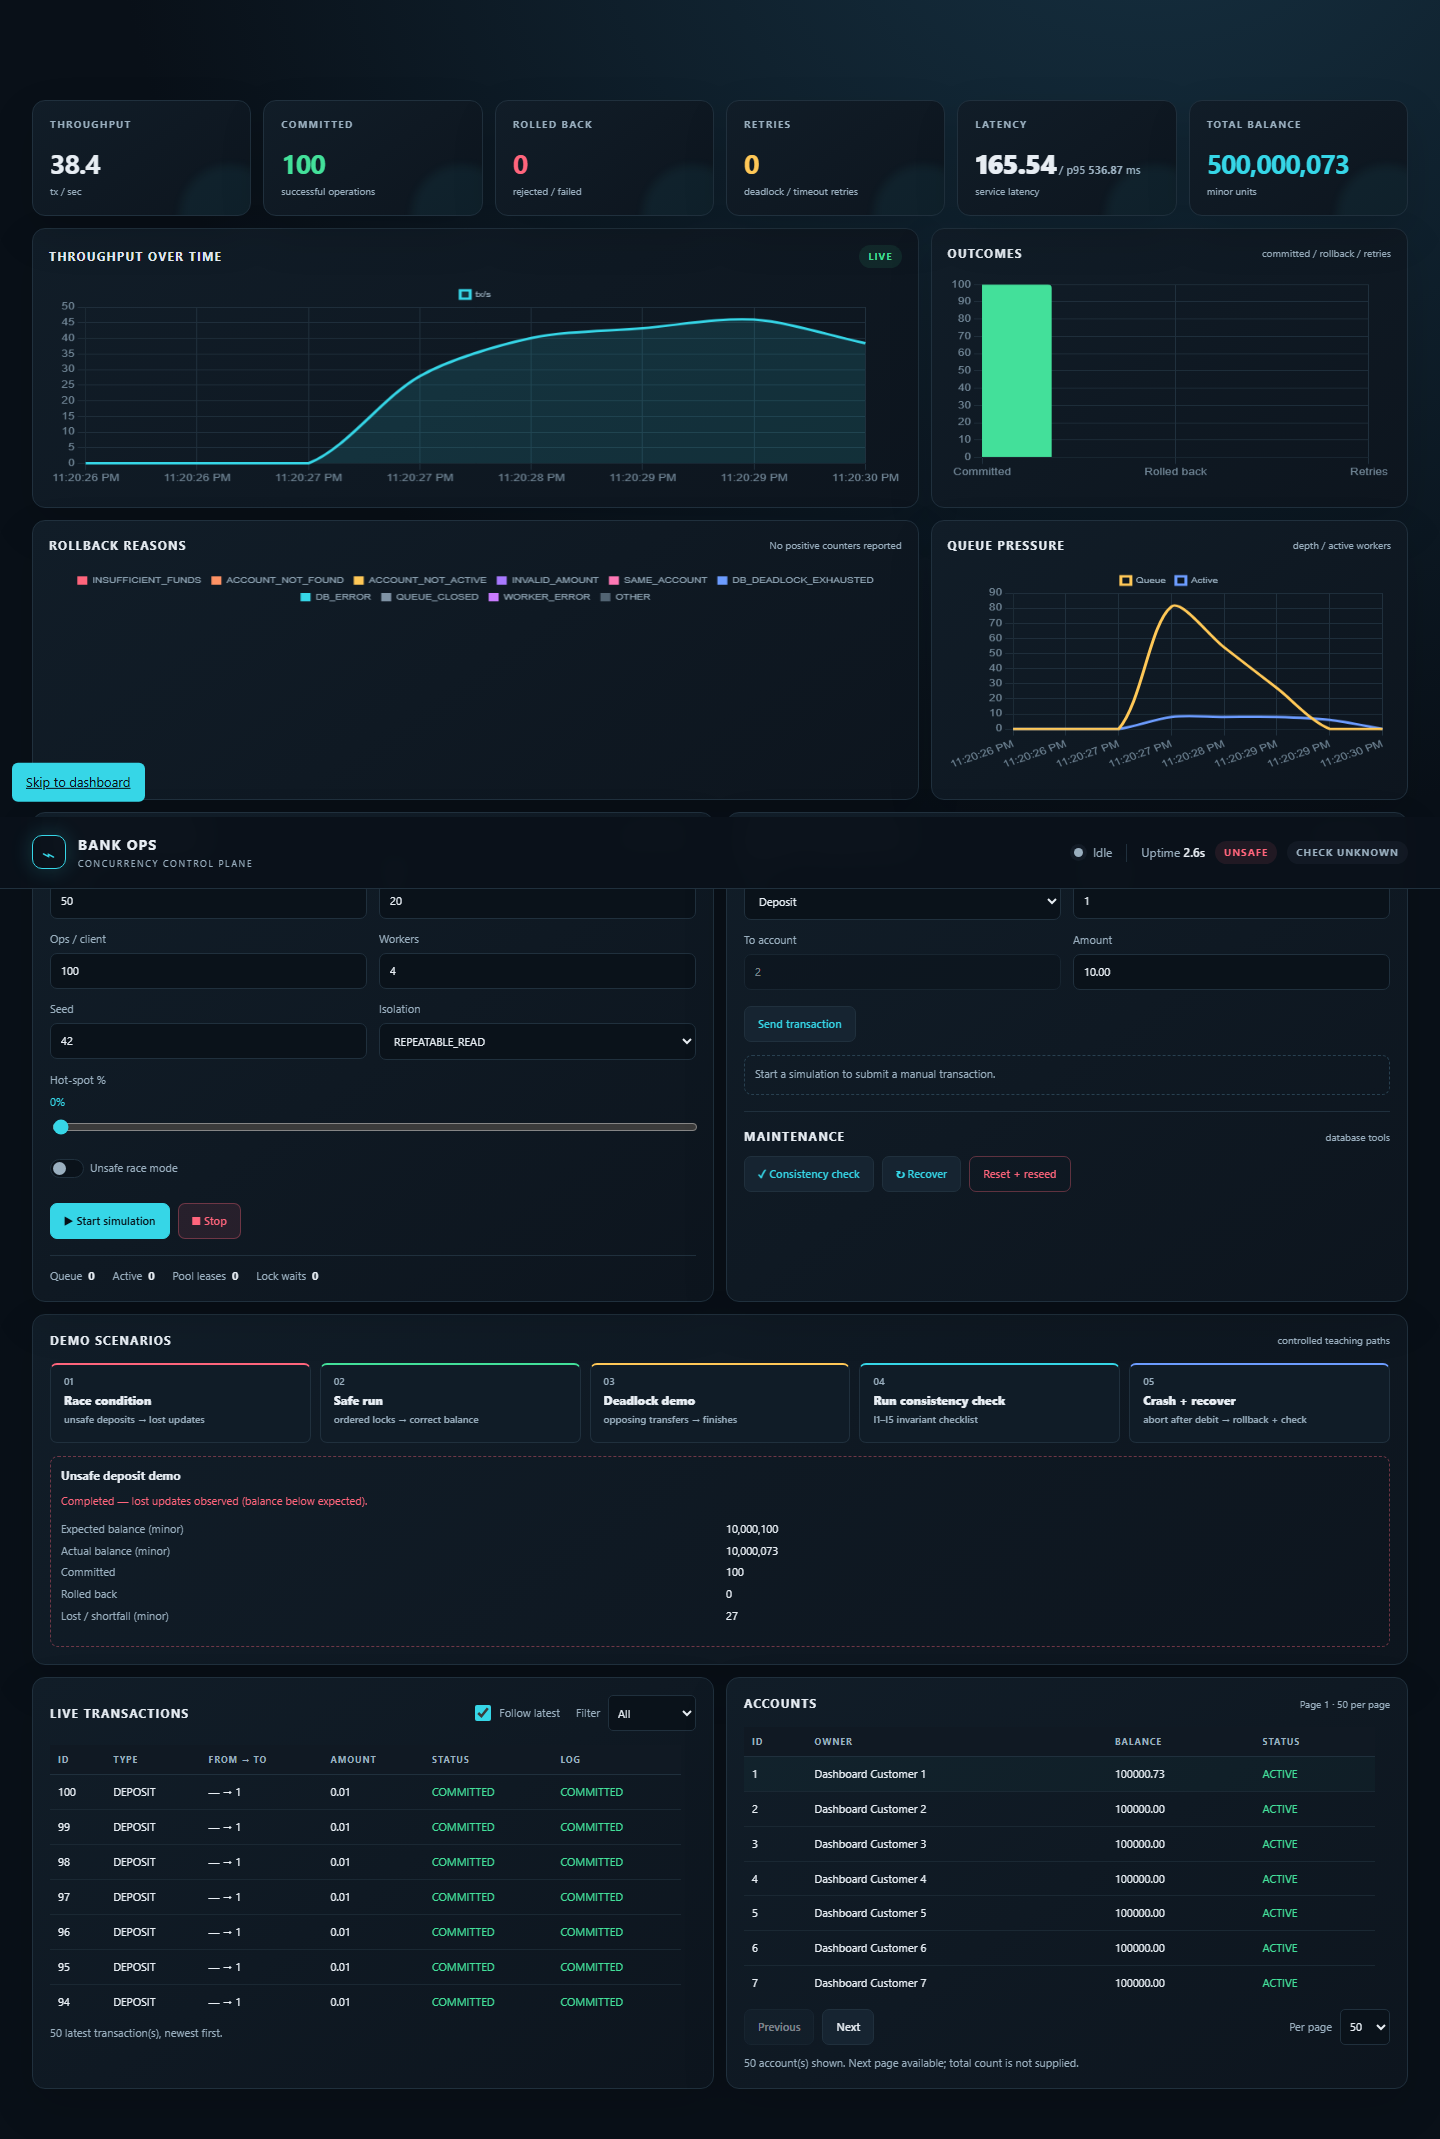 THROUGHPUT
38.4
tx / sec
COMMITTED
100
successful operations
ROLLED BACK
0
rejected / failed
RETRIES
0
deadlock / timeout retries
LATENCY
165.54 / p95 536.87 ms
service latency
TOTAL BALANCE
500,000,073
minor units
THROUGHPUT OVER TIME
LIVE
tx/s
50
45
40
35
30
25
20
15
10
5
0
11:20:26 PM 11:20:26 PM 11:20:27 PM 11:20:27 PM 11:20:28 PM 11:20:29 PM 11:20:29 PM 11:20:30 PM
OUTCOMES
committed / rollback / retries
100
90
80
70
60
50
40
30
20
10
0
Committed Rolled back Retries
ROLLBACK REASONS
No positive counters reported
INSUFFICIENT_FUNDS ACCOUNT_NOT_FOUND ACCOUNT_NOT_ACTIVE INVALID_AMOUNT SAME_ACCOUNT DB_DEADLOCK_EXHAUSTED
DB_ERROR QUEUE_CLOSED WORKER_ERROR OTHER
QUEUE PRESSURE
depth / active workers
Queue Active
90
80
70
60
50
40
30
20
10
0
11:20:26 PM 11:20:26 PM 11:20:27 PM 11:20:27 PM 11:20:28 PM 11:20:29 PM 11:20:29 PM 11:20:30 PM
Skip to dashboard
BANK OPS
CONCURRENCY CONTROL PLANE
Idle
Uptime 2.6s
UNSAFE
CHECK UNKNOWN
50
20
Ops / client
Workers
100
4
Seed
Isolation
42
REPEATABLE_READ
Hot-spot %
0%
Unsafe race mode
▶ Start simulation
■ Stop
Queue 0 Active 0 Pool leases 0 Lock waits 0
Deposit
1
To account
Amount
2
10.00
Send transaction
Start a simulation to submit a manual transaction.
MAINTENANCE
database tools
✓ Consistency check
↻ Recover
Reset + reseed
DEMO SCENARIOS
controlled teaching paths
01
Race condition
unsafe deposits → lost updates
02
Safe run
ordered locks → correct balance
03
Deadlock demo
opposing transfers → finishes
04
Run consistency check
I1–I5 invariant checklist
05
Crash + recover
abort after debit → rollback + check
Unsafe deposit demo
Completed — lost updates observed (balance below expected).
Expected balance (minor) 10,000,100
Actual balance (minor) 10,000,073
Committed 100
Rolled back 0
Lost / shortfall (minor) 27
LIVE TRANSACTIONS
Follow latest
Filter
All
ID TYPE FROM → TO AMOUNT STATUS LOG
100 DEPOSIT — → 1 0.01 COMMITTED COMMITTED
99 DEPOSIT — → 1 0.01 COMMITTED COMMITTED
98 DEPOSIT — → 1 0.01 COMMITTED COMMITTED
97 DEPOSIT — → 1 0.01 COMMITTED COMMITTED
96 DEPOSIT — → 1 0.01 COMMITTED COMMITTED
95 DEPOSIT — → 1 0.01 COMMITTED COMMITTED
94 DEPOSIT — → 1 0.01 COMMITTED COMMITTED
50 latest transaction(s), newest first.
ACCOUNTS
Page 1 · 50 per page
ID OWNER BALANCE STATUS
1 Dashboard Customer 1 100000.73 ACTIVE
2 Dashboard Customer 2 100000.00 ACTIVE
3 Dashboard Customer 3 100000.00 ACTIVE
4 Dashboard Customer 4 100000.00 ACTIVE
5 Dashboard Customer 5 100000.00 ACTIVE
6 Dashboard Customer 6 100000.00 ACTIVE
7 Dashboard Customer 7 100000.00 ACTIVE
Previous
Next
Per page
50
50 account(s) shown. Next page available; total count is not supplied.